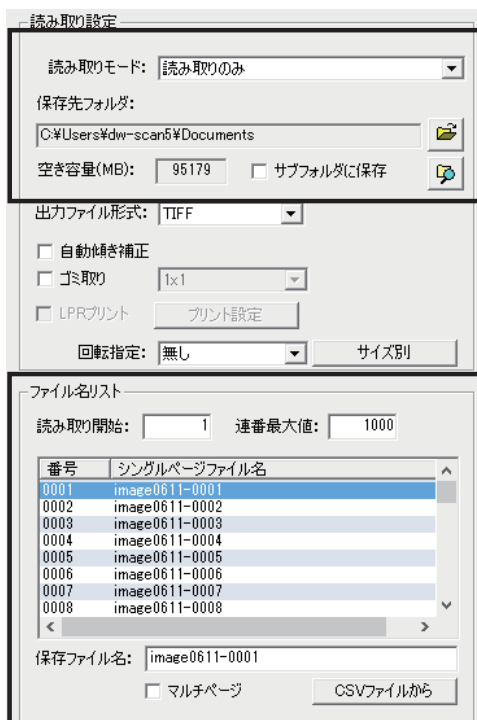 読み取り設定
読み取りモード: 読み取りのみ
保存先フォルダ:
C:¥Users¥dw-scan5¥Documents
空き容量(MB): 95179 サブフォルダに保存
出力ファイル形式: TIFF
自動傾き補正
ゴミ取り 1x1
LPRプリント プリント設定
回転指定: 無し サイズ別
ファイル名リスト
読み取り開始: 1 連番最大値: 1000
番号 シングルページファイル名
0001 image0611-0001
0002 image0611-0002
0003 image0611-0003
0004 image0611-0004
0005 image0611-0005
0006 image0611-0006
0007 image0611-0007
0008 image0611-0008
保存ファイル名: image0611-0001
マルチページ CSVファイルから